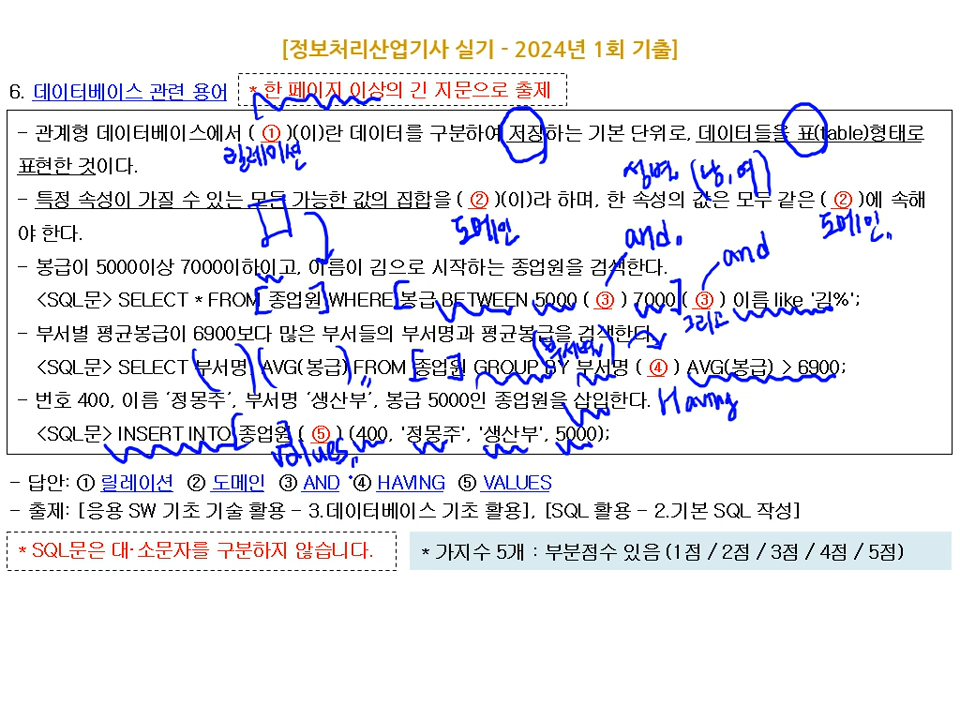 [정보처리산업기사 실기 - 2024년 1회 기출]
6. 데이터베이스 관련 용어 * 한 페이지 이상의 긴 지문으로 출제
- 관계형 데이터베이스에서 ( ① )(이)란 데이터를 구분하여 저장하는 기본 단위로, 데이터들을 표(table)형태로
릴레이션
표현한 것이다.
성별. (남, 여)
- 특정 속성이 가질 수 있는 모든 가능한 값의 집합을 ( ② )(이)라 하며, 한 속성의 값은 모두 같은 ( ② )에 속해
도메인 도메인.
야 한다.
and. and
- 봉급이 5000이상 7000이하이고, 이름이 김으로 시작하는 종업원을 검색한다.
<SQL문> SELECT * FROM 종업원 WHERE 봉급 BETWEEN 5000 ( ③ ) 7000 ( ③ ) 이름 like '김%';
그리고
- 부서별 평균봉급이 6900보다 많은 부서들의 부서명과 평균봉급을 검색한다.
(부서별)
<SQL문> SELECT 부서명, AVG(봉급) FROM 종업원 GROUP BY 부서명 ( ④ ) AVG(봉급) > 6900;
- 번호 400, 이름 ‘정몽주’, 부서명 ‘생산부’, 봉급 5000인 종업원을 삽입한다.
Having
<SQL문> INSERT INTO 종업원 ( ⑤ ) (400, '정몽주', '생산부', 5000);
values
- 답안: ① 릴레이션 ② 도메인 ③ AND ④ HAVING ⑤ VALUES
- 출제: [응용 SW 기초 기술 활용 - 3.데이터베이스 기초 활용], [SQL 활용 - 2.기본 SQL 작성]
* SQL문은 대·소문자를 구분하지 않습니다.
* 가지수 5개 : 부분점수 있음 (1점 / 2점 / 3점 / 4점 / 5점)